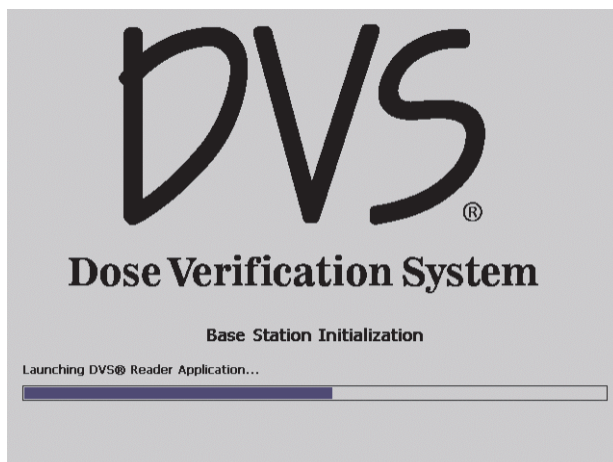 DVS®
Dose Verification System
Base Station Initialization
Launching DVS® Reader Application...